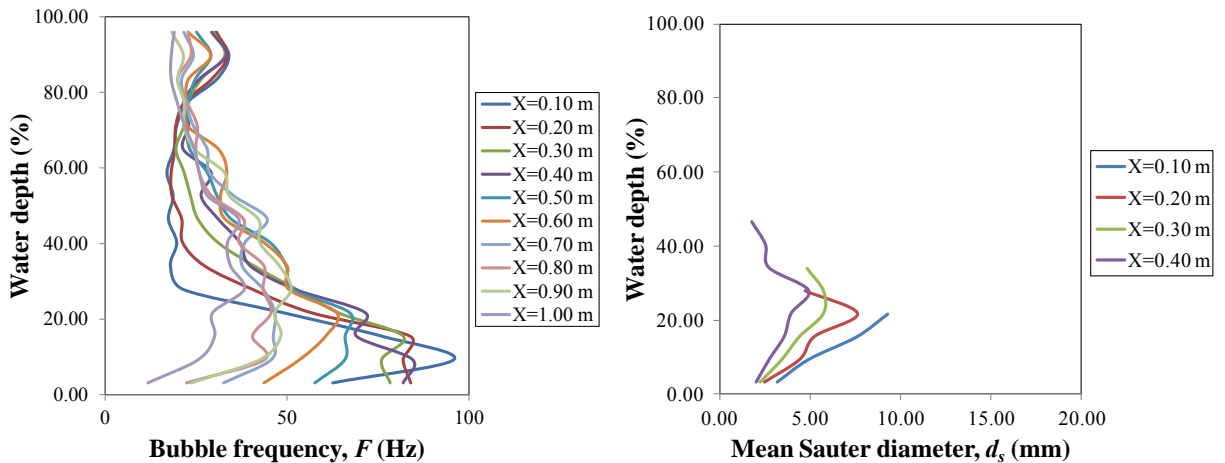 100.00
80.00
60.00
40.00
20.00
0.00
Water depth (%)
0
50
100
Bubble frequency, F (Hz)
X=0.10 m
X=0.20 m
X=0.30 m
X=0.40 m
X=0.50 m
X=0.60 m
X=0.70 m
X=0.80 m
X=0.90 m
X=1.00 m
100.00
80.00
60.00
40.00
20.00
0.00
Water depth (%)
0.00
5.00
10.00
15.00
20.00
Mean Sauter diameter, ds (mm)
X=0.10 m
X=0.20 m
X=0.30 m
X=0.40 m